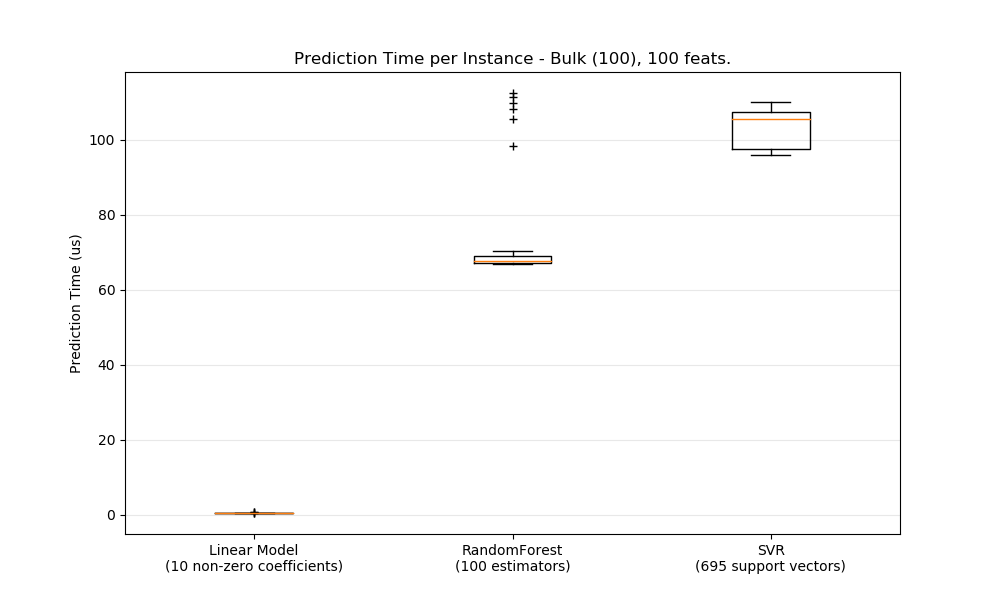 Prediction Time per Instance - Bulk (100), 100 feats.
Prediction Time (us)
100
80
60
40
20
0
Linear Model
(10 non-zero coefficients)
RandomForest
(100 estimators)
SVR
(695 support vectors)